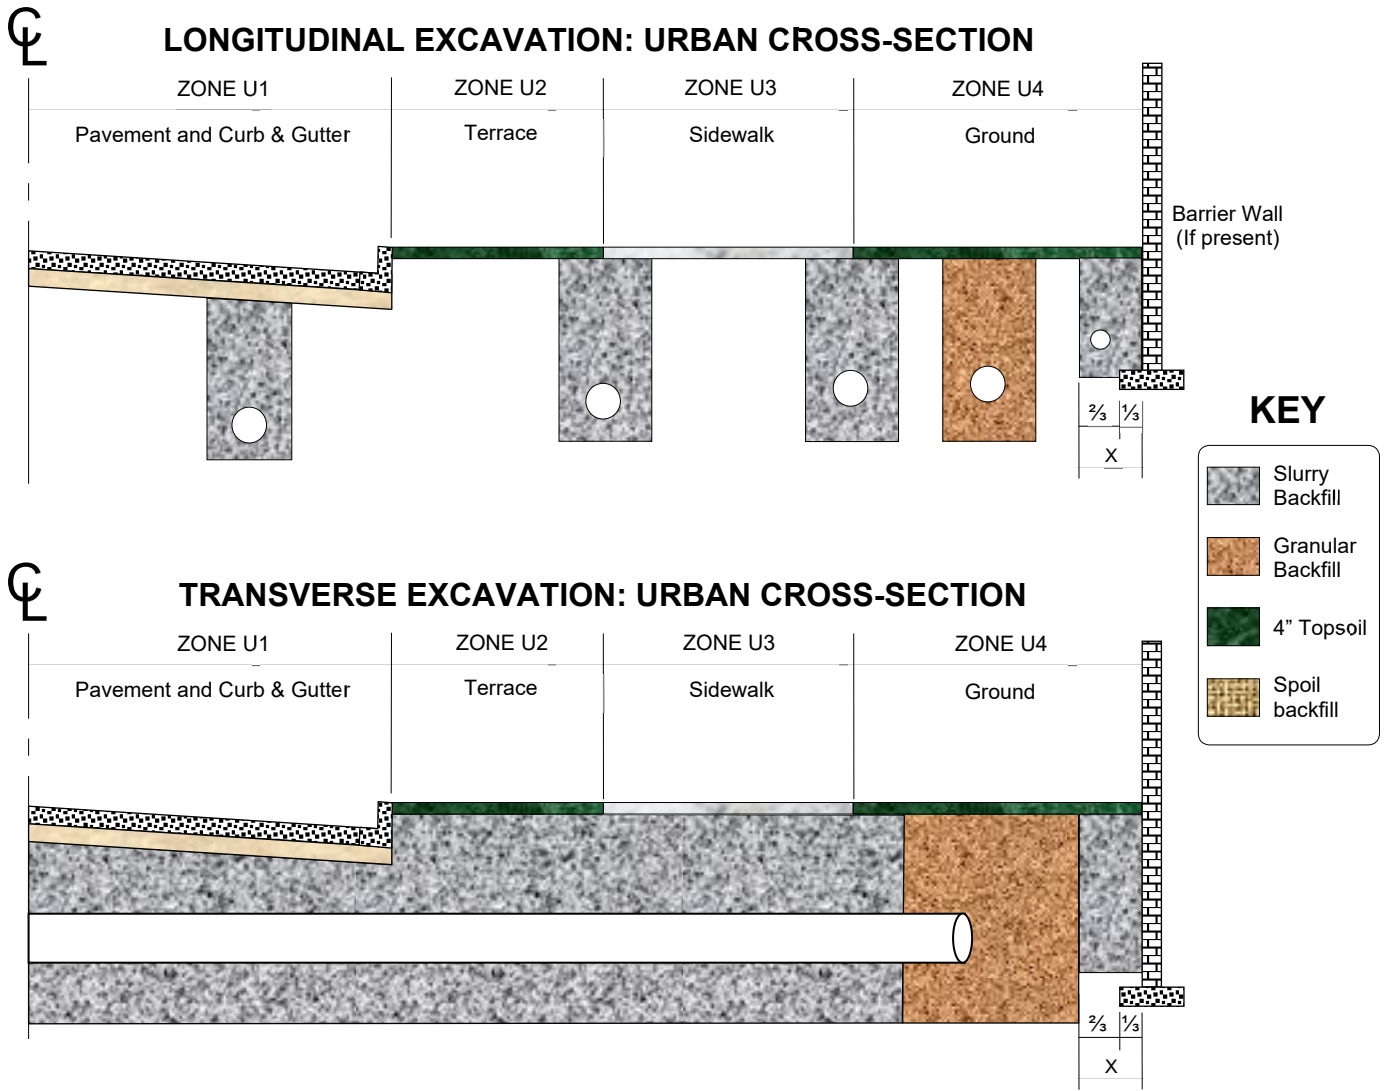 ℄
LONGITUDINAL EXCAVATION: URBAN CROSS-SECTION
ZONE U1 ZONE U2 ZONE U3 ZONE U4
Pavement and Curb & Gutter Terrace Sidewalk Ground
Barrier Wall
(If present)
⅔ ⅓
X
KEY
Slurry
Backfill
Granular
Backfill
4” Topsoil
Spoil
backfill
℄
TRANSVERSE EXCAVATION: URBAN CROSS-SECTION
ZONE U1 ZONE U2 ZONE U3 ZONE U4
Pavement and Curb & Gutter Terrace Sidewalk Ground
⅔ ⅓
X